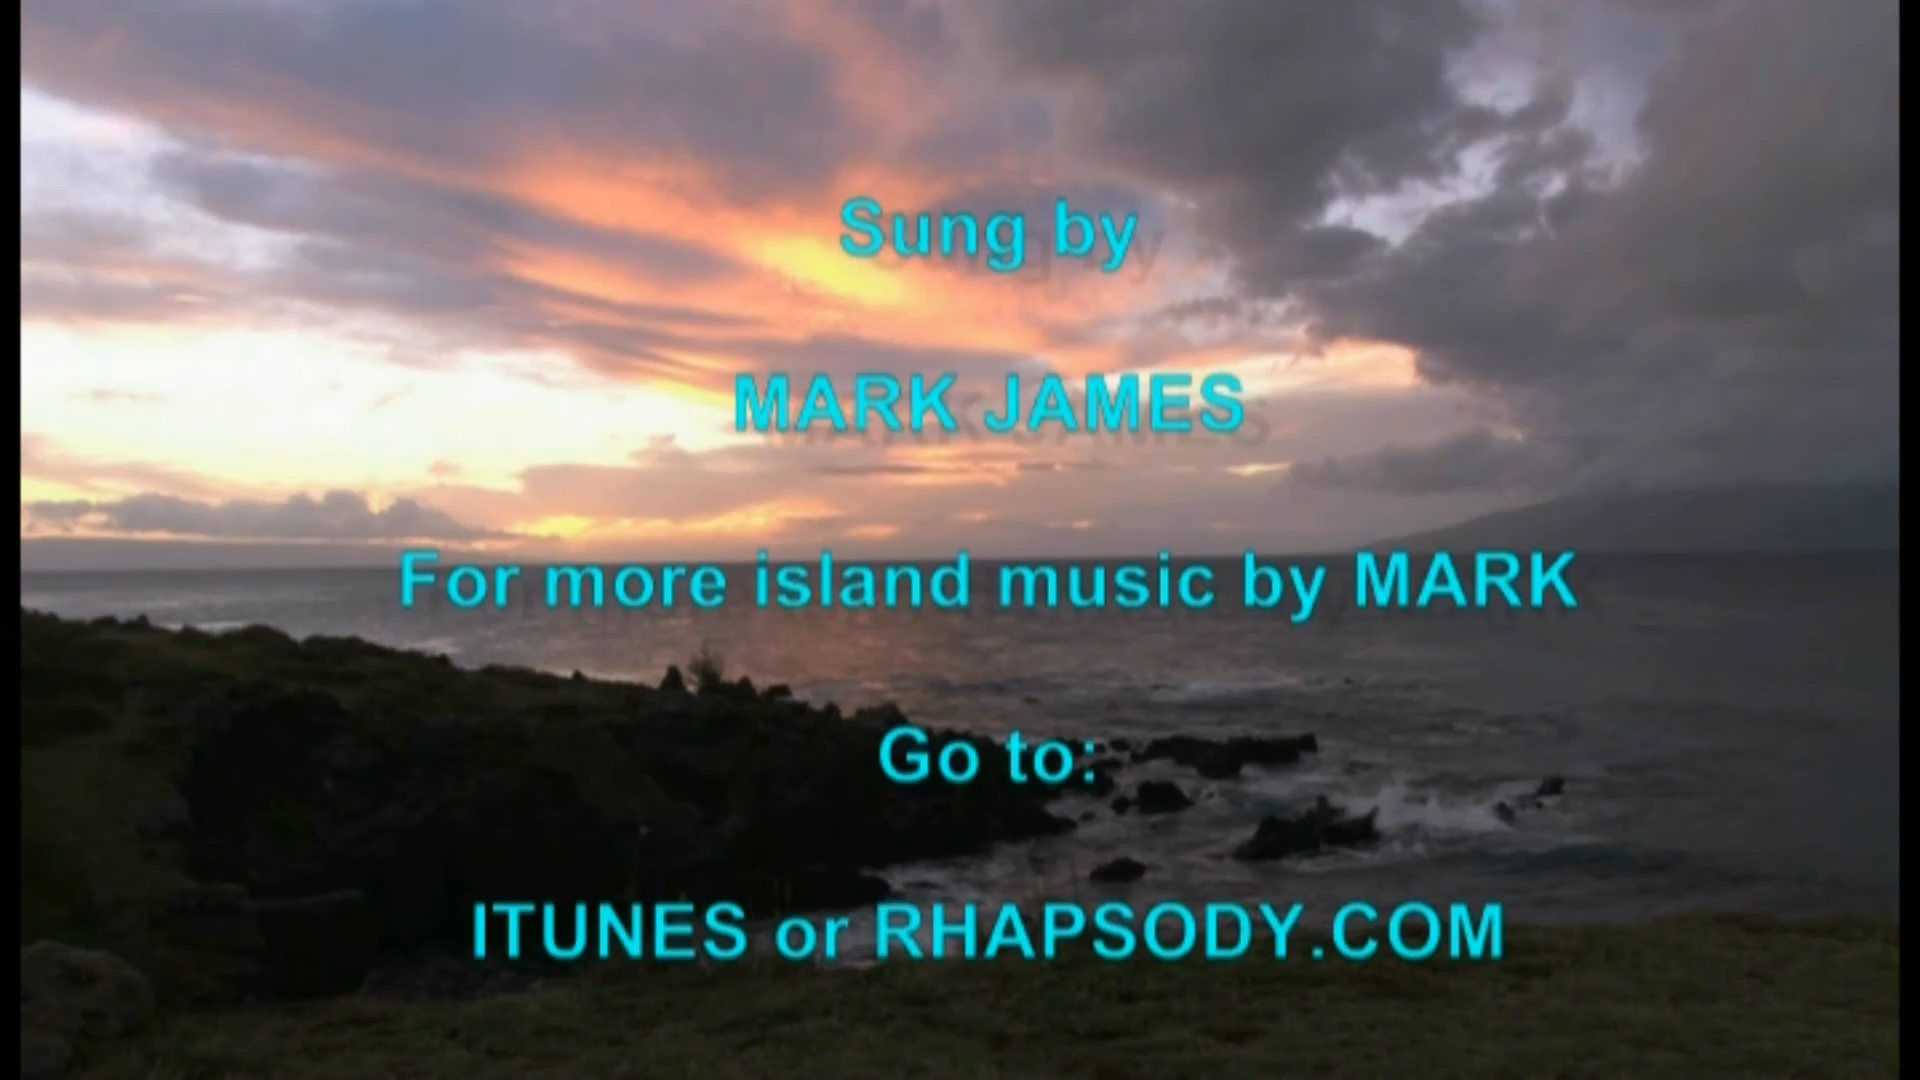 Sung by
MARK JAMES
For more island music by MARK
Go to:
ITUNES or RHAPSODY.COM